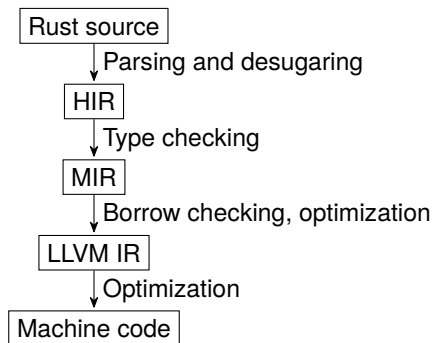 Rust source
Parsing and desugaring
HIR
Type checking
MIR
Borrow checking, optimization
LLVM IR
Optimization
Machine code